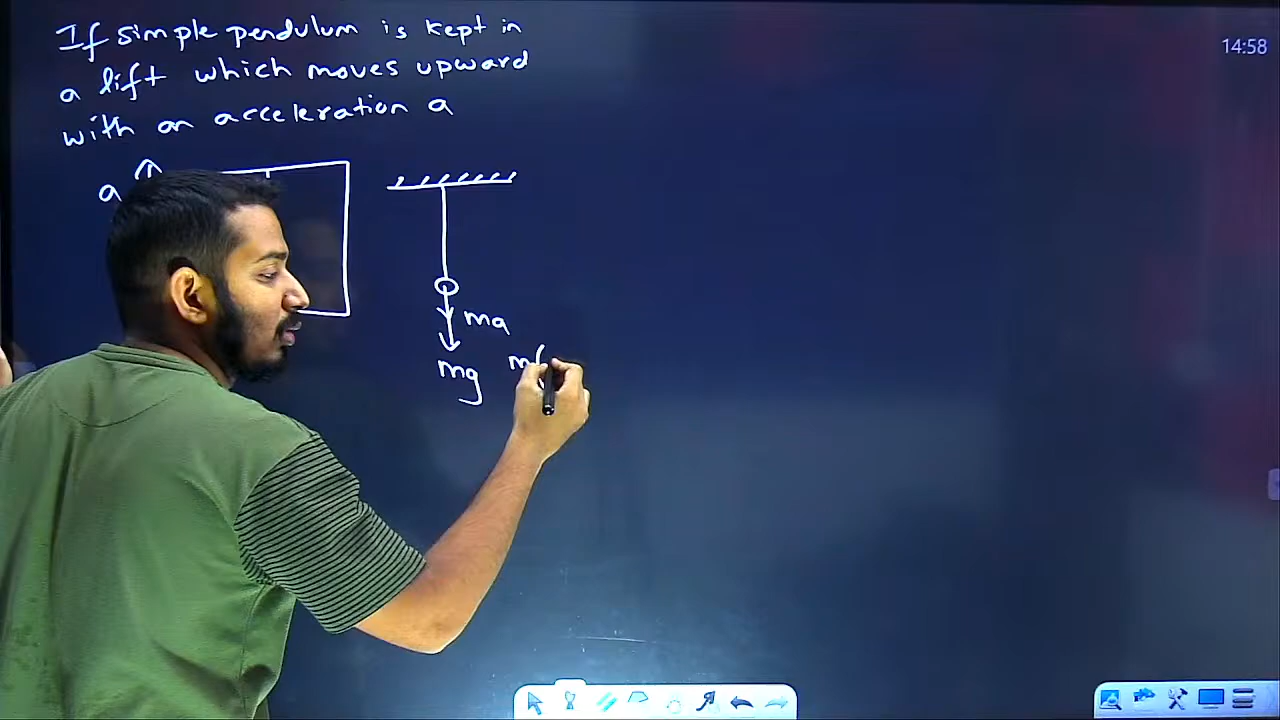 If simple pendulum is kept in
a lift which moves upward
with an acceleration a
a
ma
mg
m(
14:58